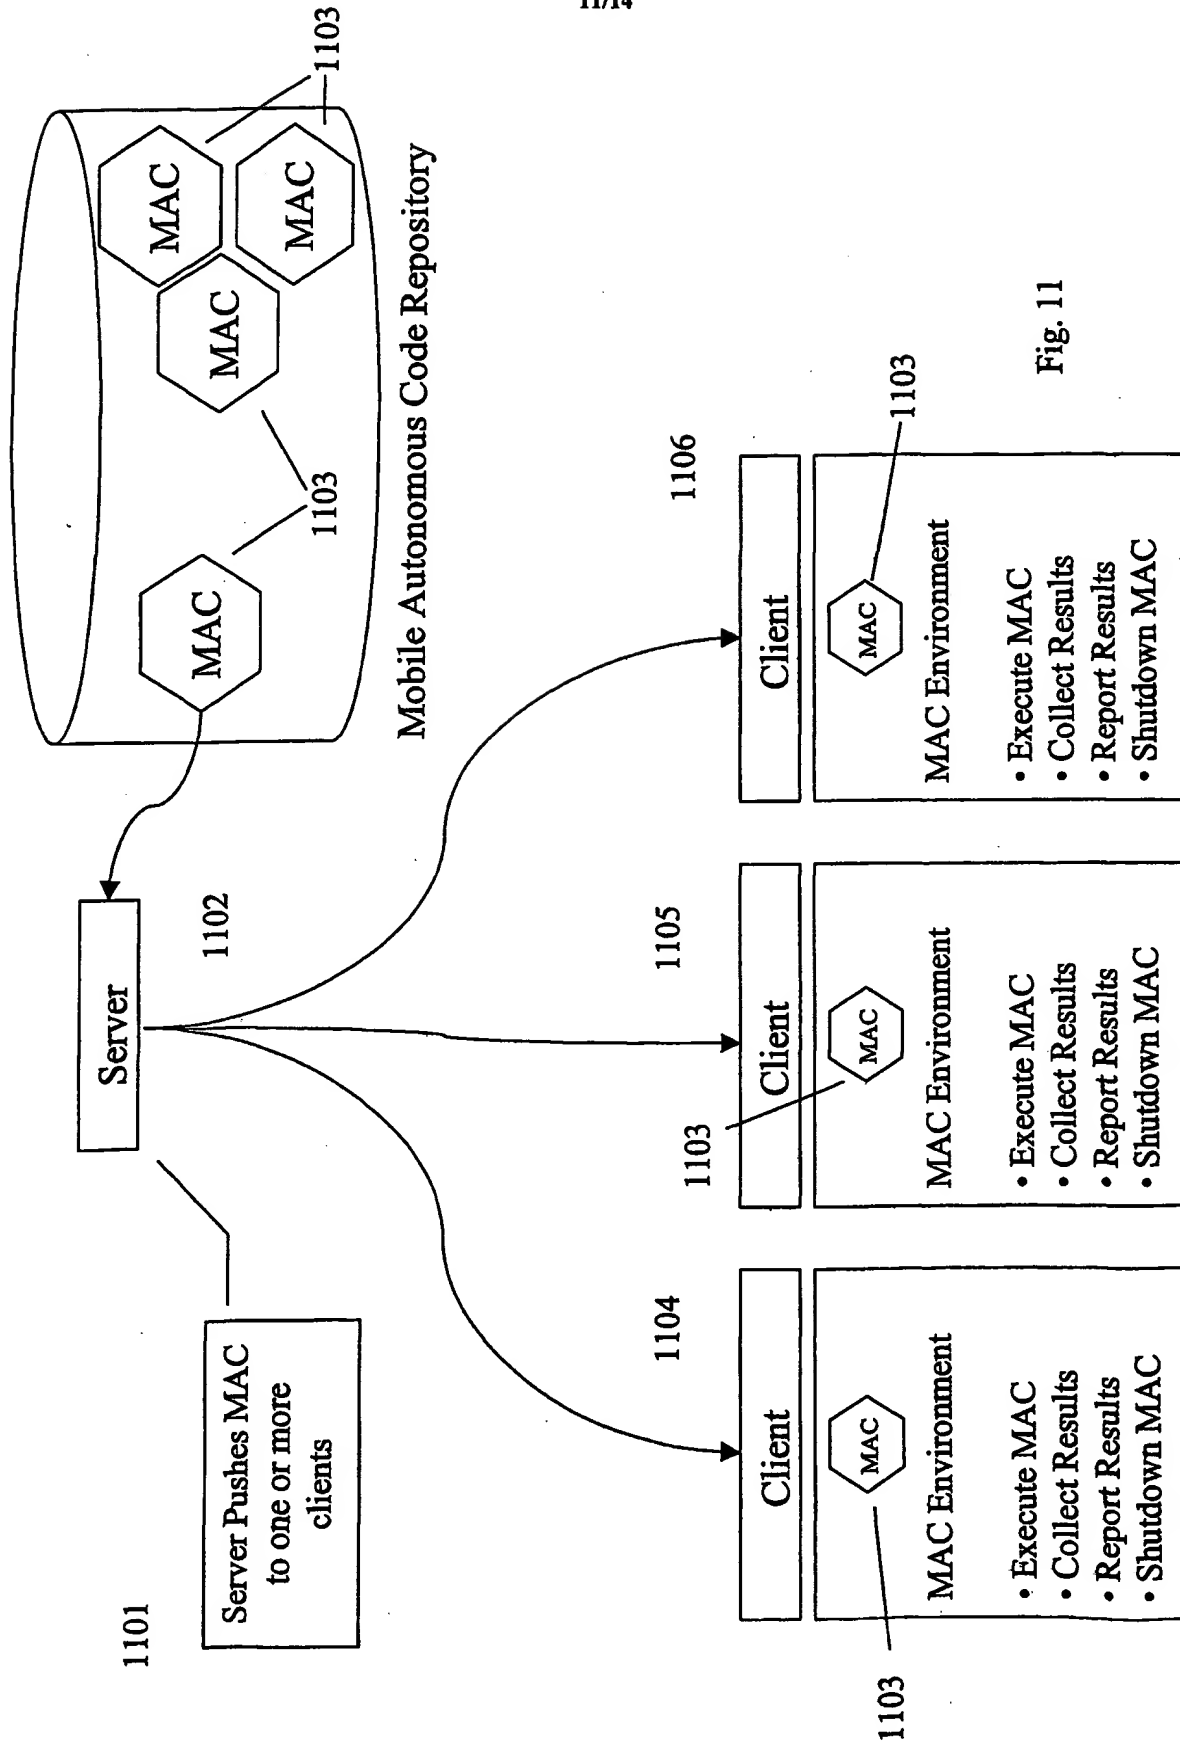 11/14
1101
Server Pushes MAC
to one or more
clients
Server
1102
MAC
MAC
MAC
MAC
1103
1103
Mobile Autonomous Code Repository
1104
Client
1103
MAC
MAC Environment
• Execute MAC
• Collect Results
• Report Results
• Shutdown MAC
1105
Client
1103
MAC
MAC Environment
• Execute MAC
• Collect Results
• Report Results
• Shutdown MAC
1106
Client
1103
MAC
MAC Environment
• Execute MAC
• Collect Results
• Report Results
• Shutdown MAC
Fig. 11